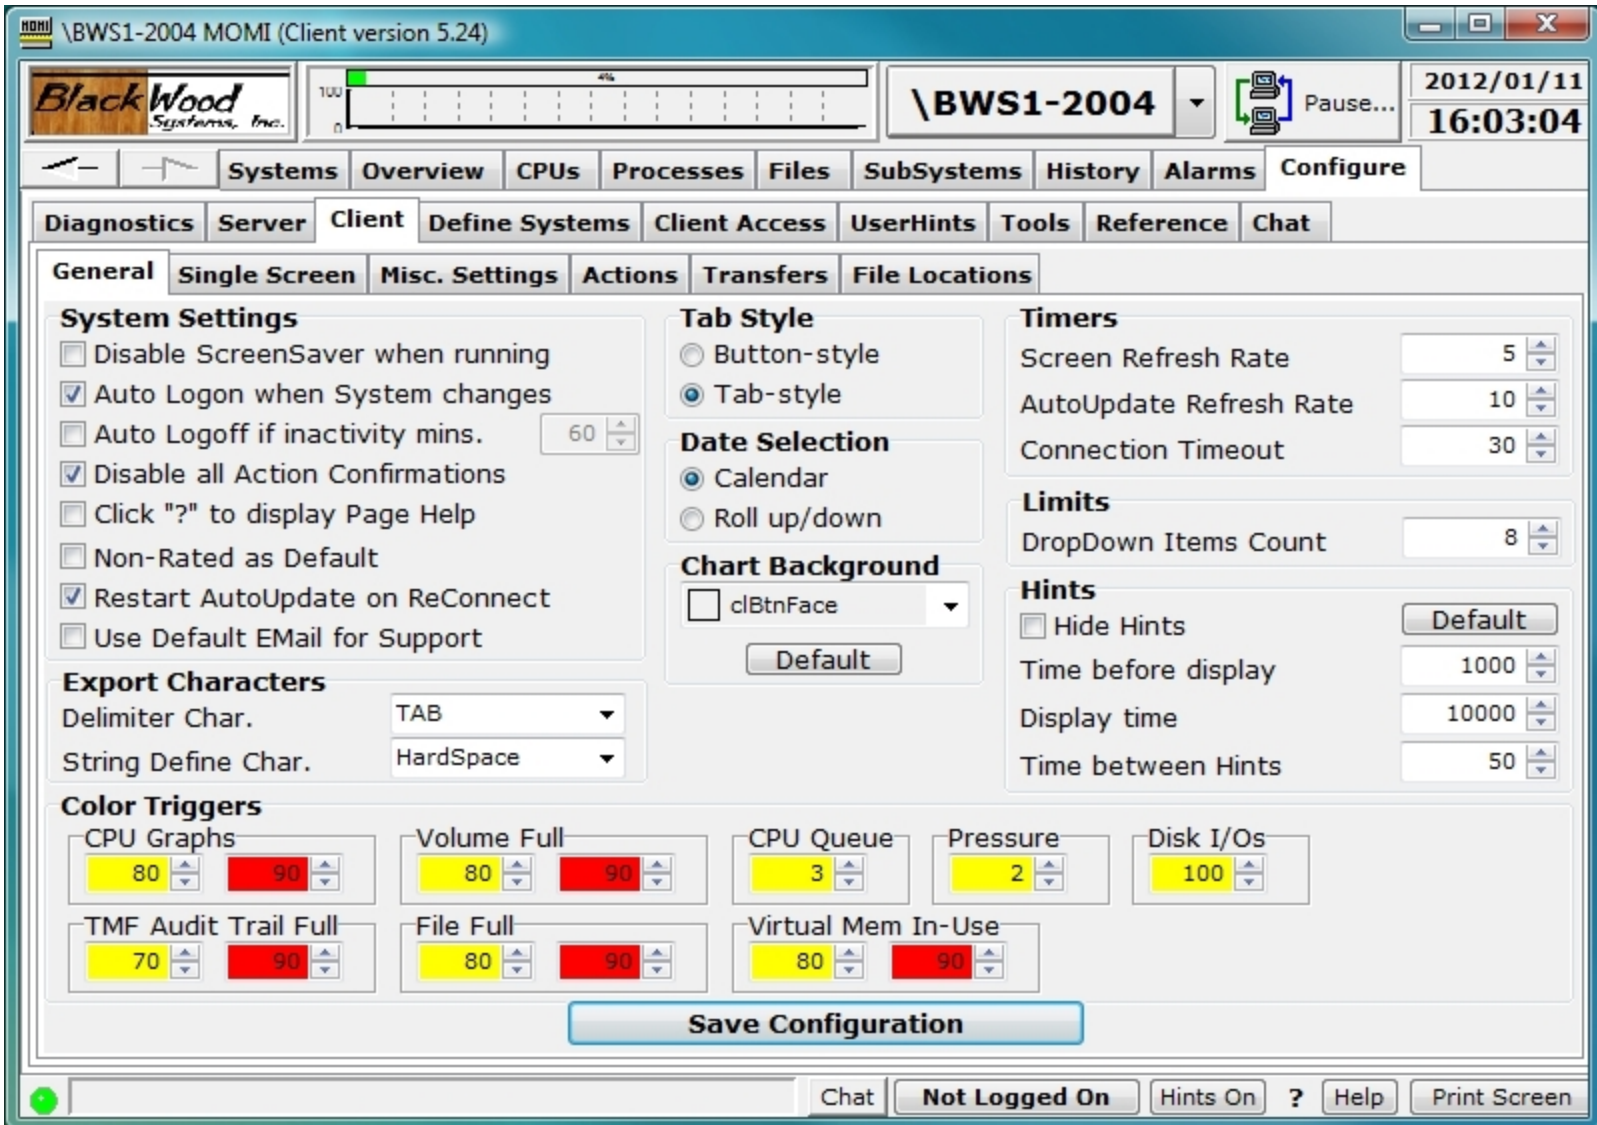 MOMI \BWS1-2004 MOMI (Client version 5.24)
BlackWood
Systems, Inc.
4%
100
0
\BWS1-2004
Pause...
2012/01/11
16:03:04
Systems Overview CPUs Processes Files SubSystems History Alarms Configure
Diagnostics Server Client Define Systems Client Access UserHints Tools Reference Chat
General Single Screen Misc. Settings Actions Transfers File Locations
System Settings
Disable ScreenSaver when running
Auto Logon when System changes
Auto Logoff if inactivity mins. 60
Disable all Action Confirmations
Click "?" to display Page Help
Non-Rated as Default
Restart AutoUpdate on ReConnect
Use Default EMail for Support
Export Characters
Delimiter Char. TAB
String Define Char. HardSpace
Tab Style
Button-style
Tab-style
Date Selection
Calendar
Roll up/down
Chart Background
clBtnFace
Default
Timers
Screen Refresh Rate 5
AutoUpdate Refresh Rate 10
Connection Timeout 30
Limits
DropDown Items Count 8
Hints
Hide Hints Default
Time before display 1000
Display time 10000
Time between Hints 50
Color Triggers
CPU Graphs Volume Full CPU Queue Pressure Disk I/Os
80 90 80 90 3 2 100
TMF Audit Trail Full File Full Virtual Mem In-Use
70 90 80 90 80 90
Save Configuration
Chat Not Logged On Hints On ? Help Print Screen